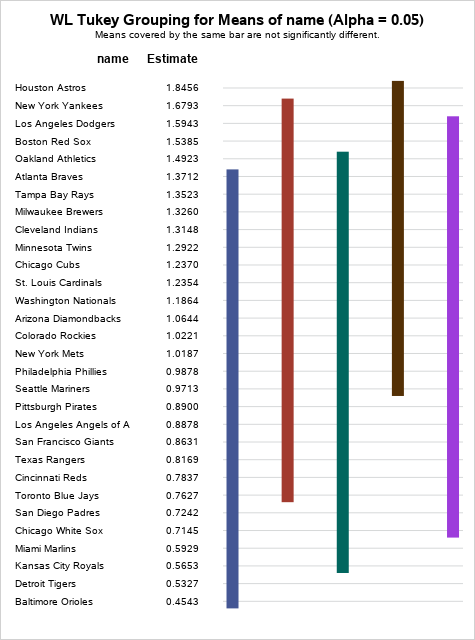 WL Tukey Grouping for Means of name (Alpha = 0.05)
Means covered by the same bar are not significantly different.
name Estimate
Houston Astros 1.8456
New York Yankees 1.6793
Los Angeles Dodgers 1.5943
Boston Red Sox 1.5385
Oakland Athletics 1.4923
Atlanta Braves 1.3712
Tampa Bay Rays 1.3523
Milwaukee Brewers 1.3260
Cleveland Indians 1.3148
Minnesota Twins 1.2922
Chicago Cubs 1.2370
St. Louis Cardinals 1.2354
Washington Nationals 1.1864
Arizona Diamondbacks 1.0644
Colorado Rockies 1.0221
New York Mets 1.0187
Philadelphia Phillies 0.9878
Seattle Mariners 0.9713
Pittsburgh Pirates 0.8900
Los Angeles Angels of A 0.8878
San Francisco Giants 0.8631
Texas Rangers 0.8169
Cincinnati Reds 0.7837
Toronto Blue Jays 0.7627
San Diego Padres 0.7242
Chicago White Sox 0.7145
Miami Marlins 0.5929
Kansas City Royals 0.5653
Detroit Tigers 0.5327
Baltimore Orioles 0.4543